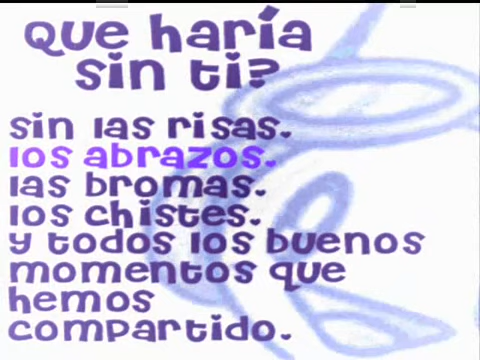 Que haría
sin ti?
sin las risas.
los abrazos.
las bromas.
los chistes.
y todos los buenos
momentos que
hemos
compartido.